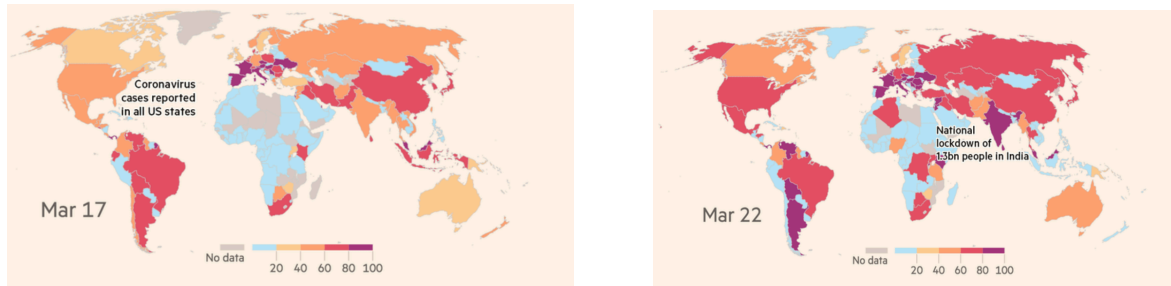 Coronavirus
cases reported
in all US states
Mar 17
No data
20 40 60 80 100
National
lockdown of
1.3bn people in India
Mar 22
No data
20 40 60 80 100